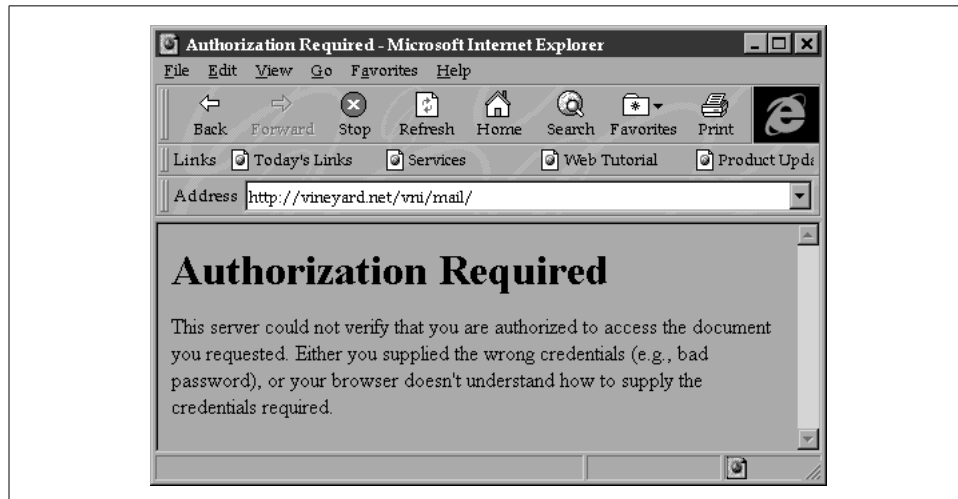 Authorization Required - Microsoft Internet Explorer
File Edit View Go Favorites Help
Back Forward Stop Refresh Home Search Favorites Print
Links Today's Links Services Web Tutorial Product Upda
Address http://vineyard.net/vni/mail/
Authorization Required
This server could not verify that you are authorized to access the document
you requested. Either you supplied the wrong credentials (e.g., bad
password), or your browser doesn't understand how to supply the
credentials required.